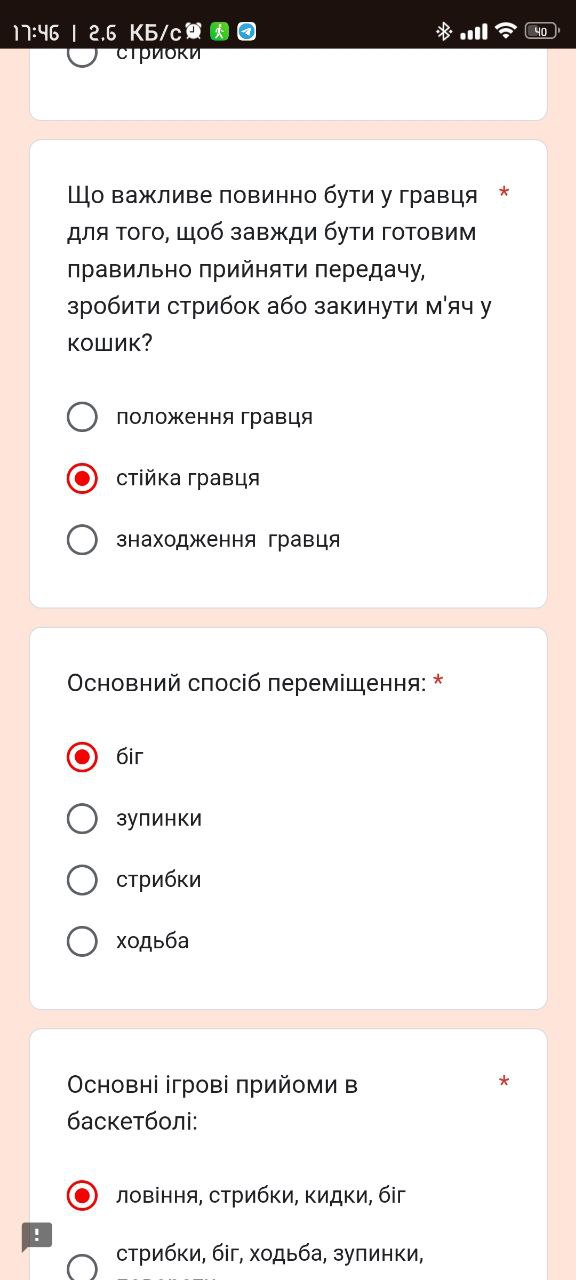 17:46 | 2.6 КБ/с
40
стрибки
Що важливе повинно бути у гравця *
для того, щоб завжди бути готовим
правильно прийняти передачу,
зробити стрибок або закинути м'яч у
кошик?
положення гравця
стійка гравця
знаходження гравця
Основний спосіб переміщення: *
біг
зупинки
стрибки
ходьба
Основні ігрові прийоми в *
баскетболі:
ловіння, стрибки, кидки, біг
стрибки, біг, ходьба, зупинки,